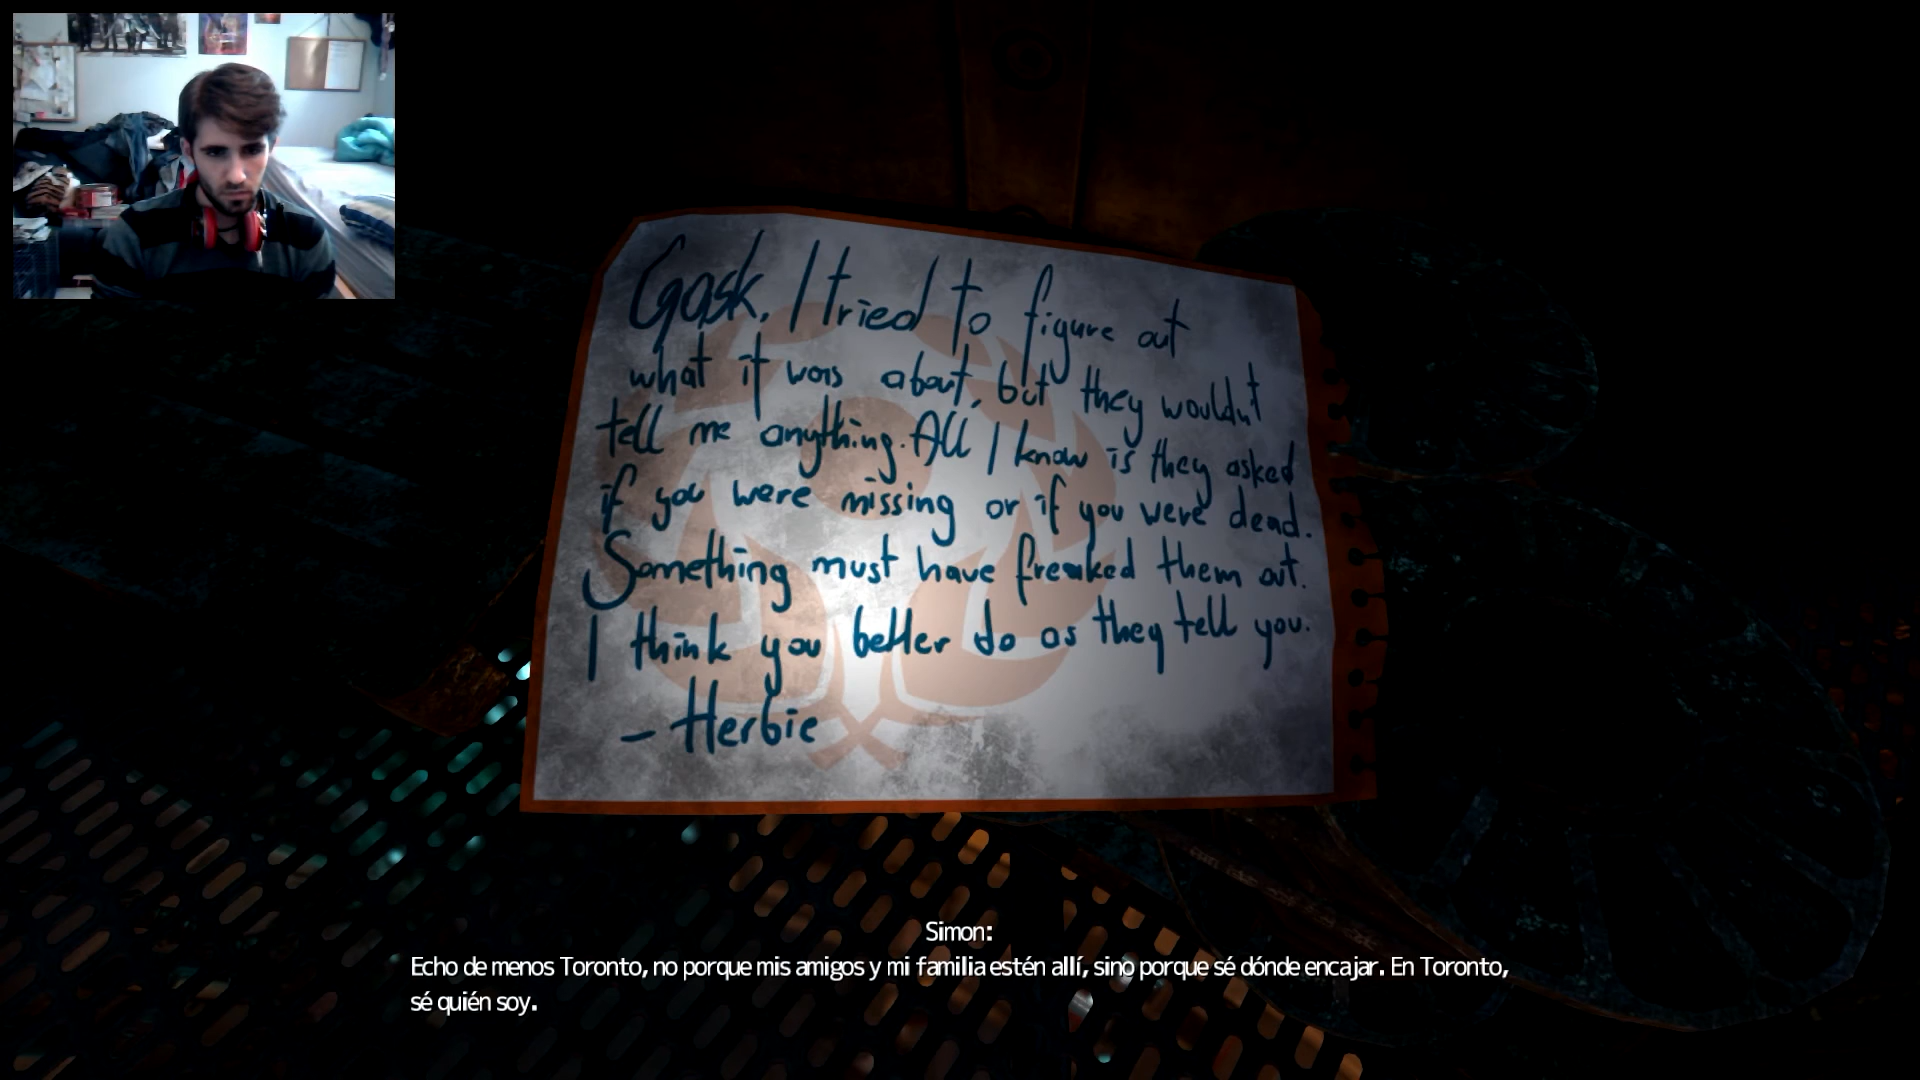 Gask, I tried to figure out
what it was about, but they wouldn't
tell me anything. All I know is they asked
if you were missing or if you were dead.
Something must have freaked them out.
I think you better do as they tell you.
- Herbie
Simon:
Echo de menos Toronto, no porque mis amigos y mi familia estén allí, sino porque sé dónde encajar. En Toronto,
sé quién soy.